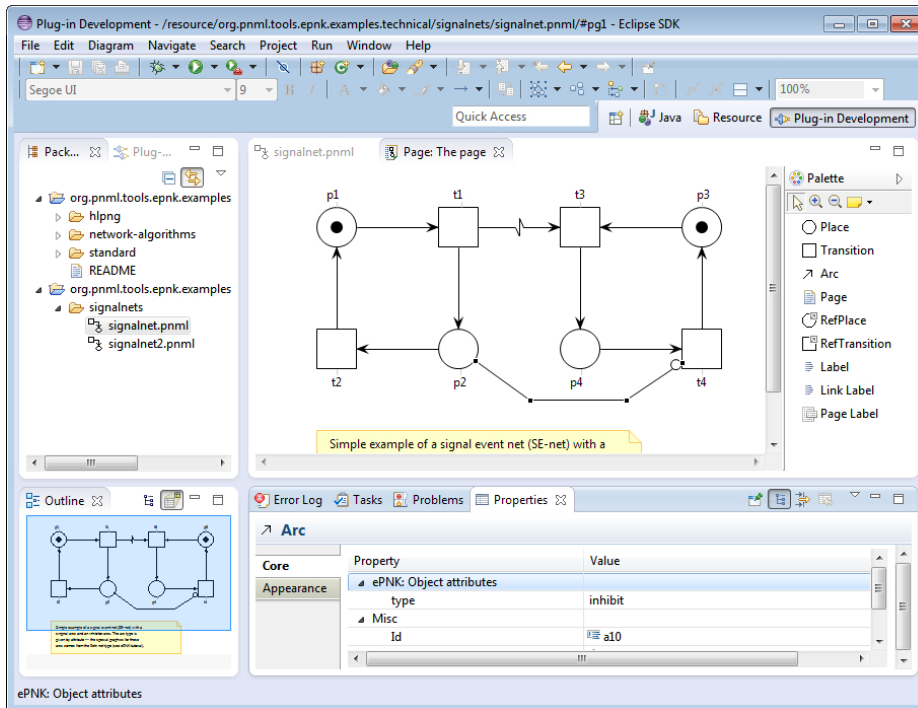 Plug-in Development - /resource/org.pnml.tools.epnk.examples.technical/signalnets/signalnet.pnml/#pg1 - Eclipse SDK
File Edit Diagram Navigate Search Project Run Window Help
Segoe UI 9 B I A 100%
Quick Access Java Resource Plug-in Development
Pack... Plug-...
org.pnml.tools.epnk.examples
hlpng
network-algorithms
standard
README
org.pnml.tools.epnk.examples
signalnets
signalnet.pnml
signalnet2.pnml
signalnet.pnml Page: The page
p1 t1 t3 p3
t2 p2 p4 t4
Simple example of a signal event net (SE-net) with a
Palette
Place
Transition
Arc
Page
RefPlace
RefTransition
Label
Link Label
Page Label
Outline
Error Log Tasks Problems Properties
Arc
Core
Appearance
Property Value
ePNK: Object attributes
type inhibit
Misc
Id a10
ePNK: Object attributes